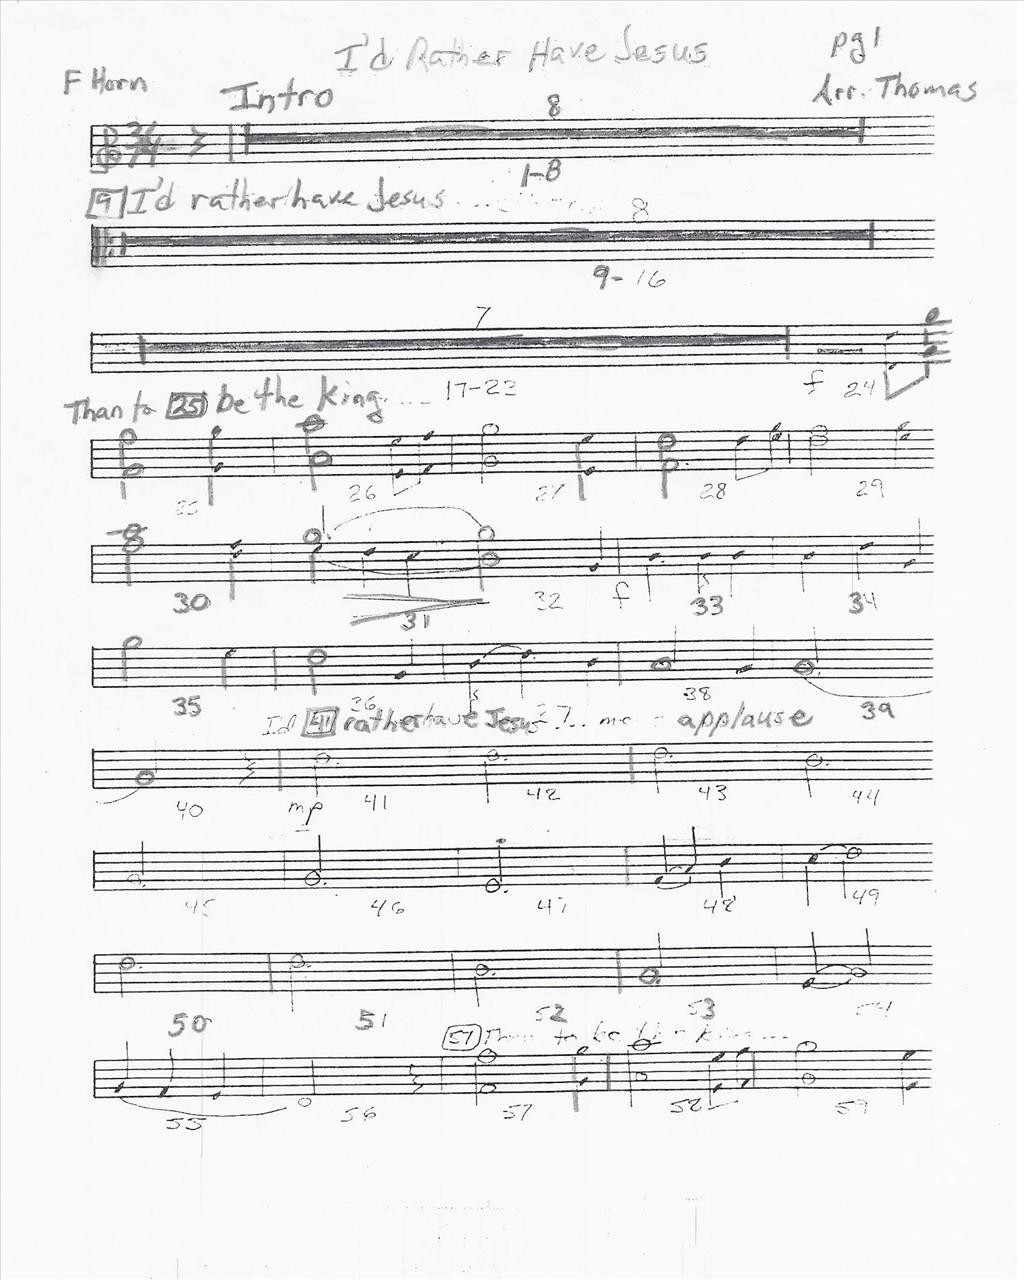 I'd Rather Have Jesus
pg 1
F Horn
Intro
Arr. Thomas
8
1-8
9 I'd rather have Jesus
8
9-16
7
17-23 f 24
Than to 25 be the King
25 26 27 28 29
30 31 32 f 33 34
35 36 37 38 39
I'd 41 rather have Jesus ... me applause
40 mp 41 42 43 44
45 46 47 48 49
50 51 52 53 54
57 Than to be the King...
55 56 57 58 59